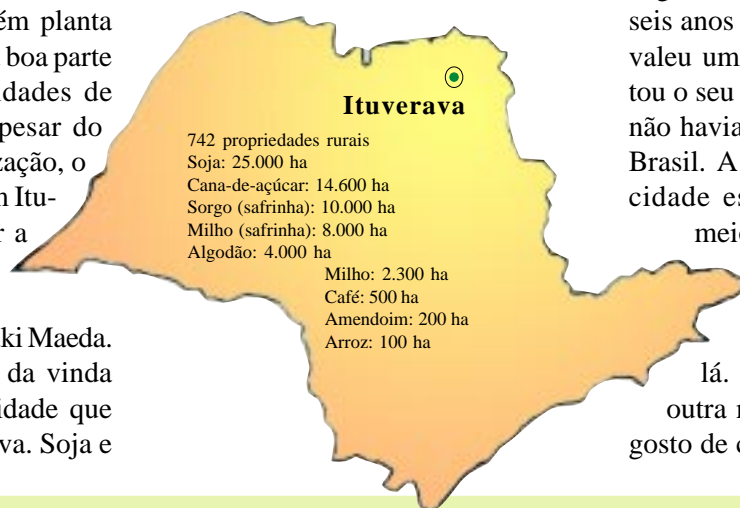 ém planta
boa parte
dades de
pesar do
zação, o
m Itu-
r a
ki Maeda.
da vinda
idade que
va. Soja e
Ituverava
742 propriedades rurais
Soja: 25.000 ha
Cana-de-açúcar: 14.600 ha
Sorgo (safrinha): 10.000 ha
Milho (safrinha): 8.000 ha
Algodão: 4.000 ha
Milho: 2.300 ha
Café: 500 ha
Amendoim: 200 ha
Arroz: 100 ha
seis anos
valeu um
tou o seu
não havia
Brasil. A
cidade es
meio
lá.
outra
gosto de c